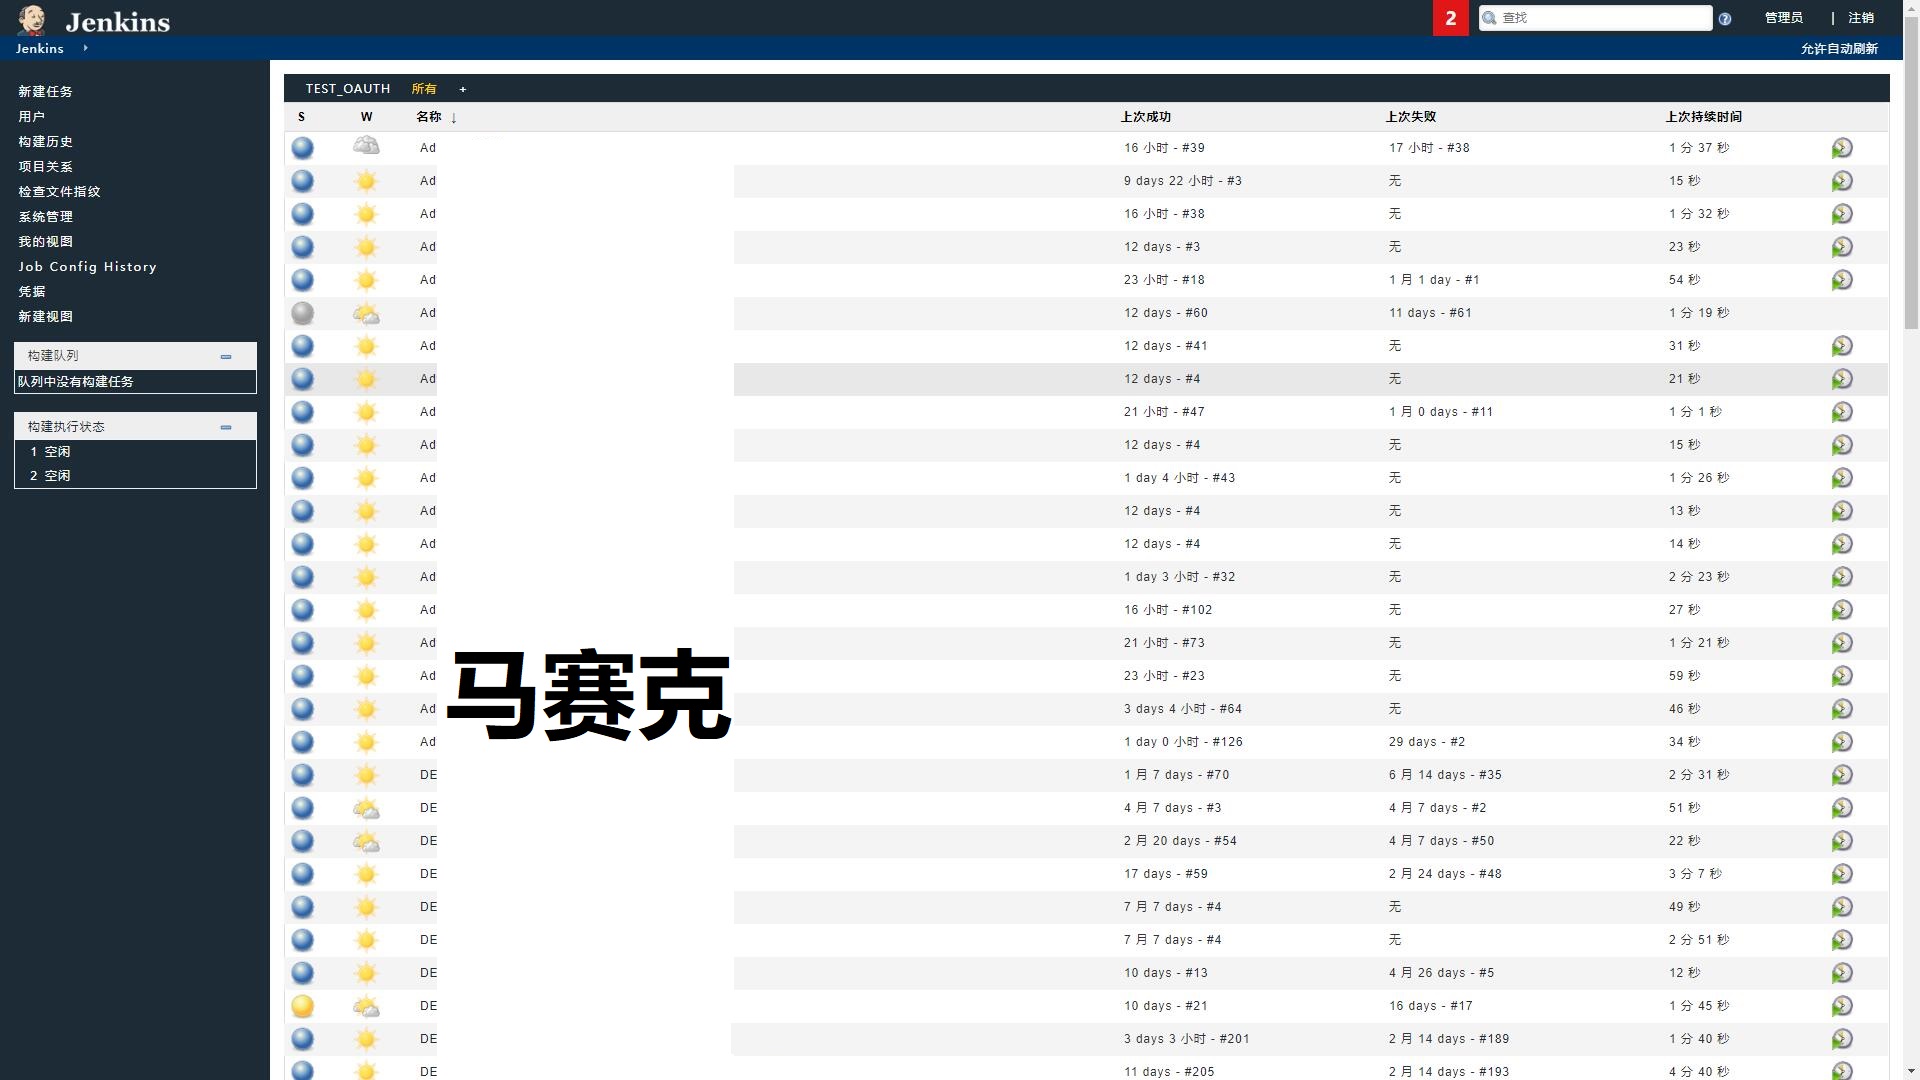 Jenkins
2 查找 管理员 | 注销
Jenkins 允许自动刷新
新建任务
用户
构建历史
项目关系
检查文件指纹
系统管理
我的视图
Job Config History
凭据
新建视图
构建队列
队列中没有构建任务
构建执行状态
1 空闲
2 空闲
TEST_OAUTH 所有 +
S W 名称 ↓ 上次成功 上次失败 上次持续时间
Ad 16 小时 - #39 17 小时 - #38 1 分 37 秒
Ad 9 days 22 小时 - #3 无 15 秒
Ad 16 小时 - #38 无 1 分 32 秒
Ad 12 days - #3 无 23 秒
Ad 23 小时 - #18 1 月 1 day - #1 54 秒
Ad 12 days - #60 11 days - #61 1 分 19 秒
Ad 12 days - #41 无 31 秒
Ad 12 days - #4 无 21 秒
Ad 21 小时 - #47 1 月 0 days - #11 1 分 1 秒
Ad 12 days - #4 无 15 秒
Ad 1 day 4 小时 - #43 无 1 分 26 秒
Ad 12 days - #4 无 13 秒
Ad 12 days - #4 无 14 秒
Ad 1 day 3 小时 - #32 无 2 分 23 秒
Ad 16 小时 - #102 无 27 秒
Ad 21 小时 - #73 无 1 分 21 秒
Ad 23 小时 - #23 无 59 秒
马赛克
Ad 3 days 4 小时 - #64 无 46 秒
Ad 1 day 0 小时 - #126 29 days - #2 34 秒
DE 1 月 7 days - #70 6 月 14 days - #35 2 分 31 秒
DE 4 月 7 days - #3 4 月 7 days - #2 51 秒
DE 2 月 20 days - #54 4 月 7 days - #50 22 秒
DE 17 days - #59 2 月 24 days - #48 3 分 7 秒
DE 7 月 7 days - #4 无 49 秒
DE 7 月 7 days - #4 无 2 分 51 秒
DE 10 days - #13 4 月 26 days - #5 12 秒
DE 10 days - #21 16 days - #17 1 分 45 秒
DE 3 days 3 小时 - #201 2 月 14 days - #189 1 分 40 秒
DE 11 days - #205 2 月 14 days - #193 4 分 40 秒